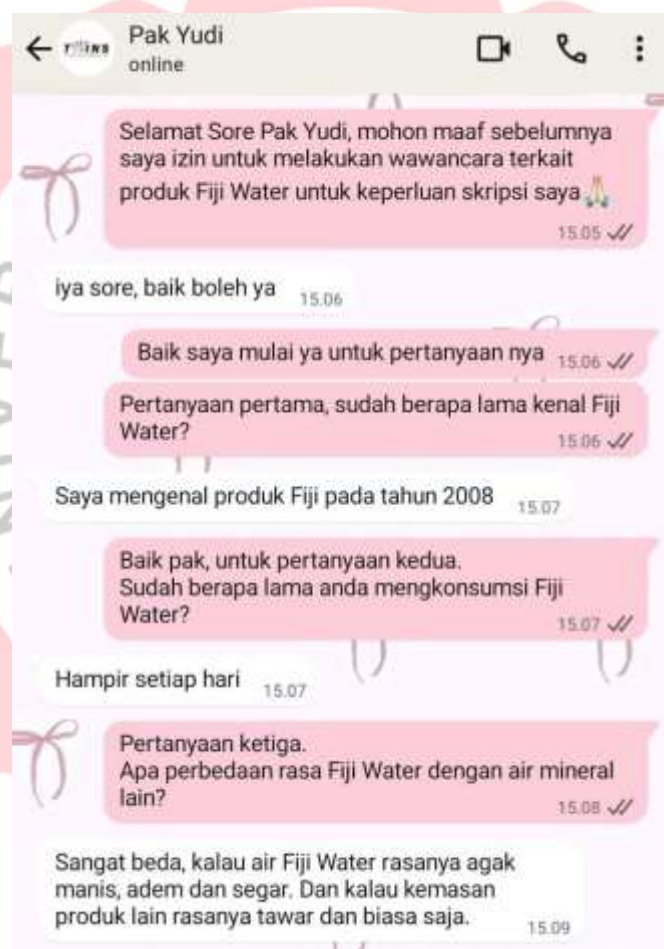 Pak Yudi
online
Selamat Sore Pak Yudi, mohon maaf sebelumnya
saya izin untuk melakukan wawancara terkait
produk Fiji Water untuk keperluan skripsi saya🙏🏻
15.05
iya sore, baik boleh ya 15.06
Baik saya mulai ya untuk pertanyaan nya 15.06
Pertanyaan pertama, sudah berapa lama kenal Fiji
Water?
15.06
Saya mengenal produk Fiji pada tahun 2008 15.07
Baik pak, untuk pertanyaan kedua.
Sudah berapa lama anda mengkonsumsi Fiji
Water?
15.07
Hampir setiap hari 15.07
Pertanyaan ketiga.
Apa perbedaan rasa Fiji Water dengan air mineral
lain?
15.08
Sangat beda, kalau air Fiji Water rasanya agak
manis, adem dan segar. Dan kalau kemasan
produk lain rasanya tawar dan biasa saja. 15.09